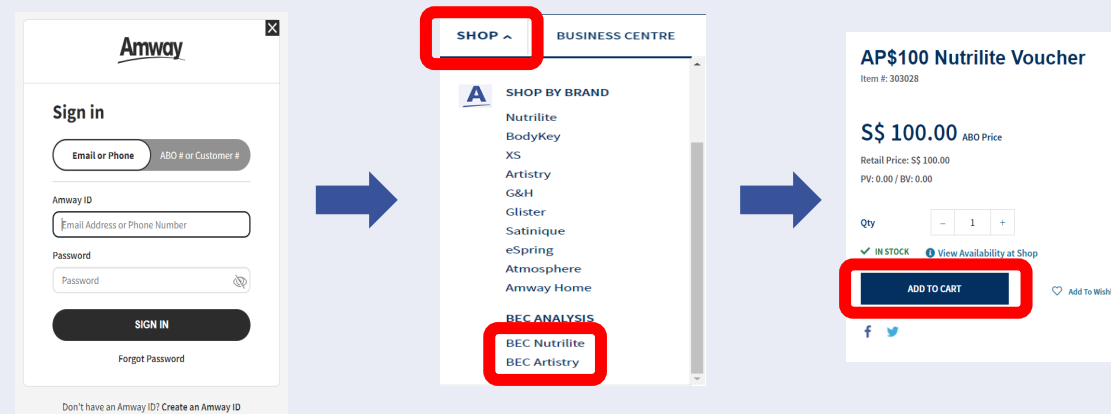 Amway
Sign in
Email or Phone
ABO # or Customer #
Amway ID
Email Address or Phone Number
Password
Password
SIGN IN
Forgot Password
Don't have an Amway ID? Create an Amway ID
SHOP
BUSINESS CENTRE
A
SHOP BY BRAND
Nutrilite
BodyKey
XS
Artistry
G&H
Glister
Satinique
eSpring
Atmosphere
Amway Home
BEC ANALYSIS
BEC Nutrilite
BEC Artistry
AP$100 Nutrilite Voucher
Item #: 303028
S$ 100.00 ABO Price
Retail Price: S$ 100.00
PV: 0.00 / BV: 0.00
Qty
– 1 +
IN STOCK
View Availability at Shop
ADD TO CART
Add To Wishl